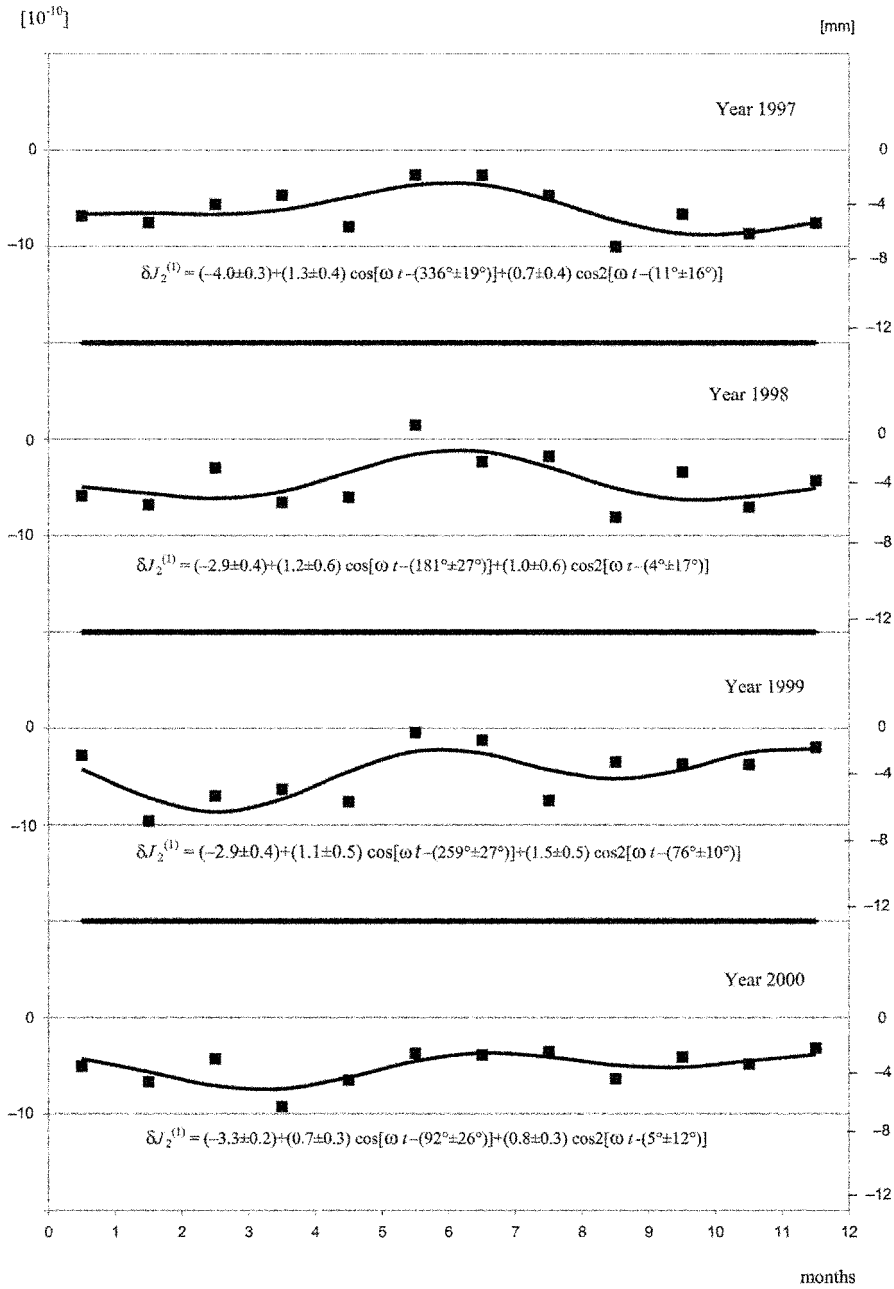 [10⁻¹⁰]
[mm]
Year 1997
0
0
−4
−10
−8
δJ₂⁽¹⁾ = (−4.0±0.3)+(1.3±0.4) cos[ω t−(336°±19°)]+(0.7±0.4) cos2[ω t−(11°±16°)]
−12
Year 1998
0
0
−4
−10
−8
δJ₂⁽¹⁾ = (−2.9±0.4)+(1.2±0.6) cos[ω t−(181°±27°)]+(1.0±0.6) cos2[ω t−(4°±17°)]
−12
Year 1999
0
0
−4
−10
−8
δJ₂⁽¹⁾ = (−2.9±0.4)+(1.1±0.5) cos[ω t−(259°±27°)]+(1.5±0.5) cos2[ω t−(76°±10°)]
−12
Year 2000
0
0
−4
−10
−8
δJ₂⁽¹⁾ = (−3.3±0.2)+(0.7±0.3) cos[ω t−(92°±26°)]+(0.8±0.3) cos2[ω t-(5°±12°)]
−12
0 1 2 3 4 5 6 7 8 9 10 11 12
months